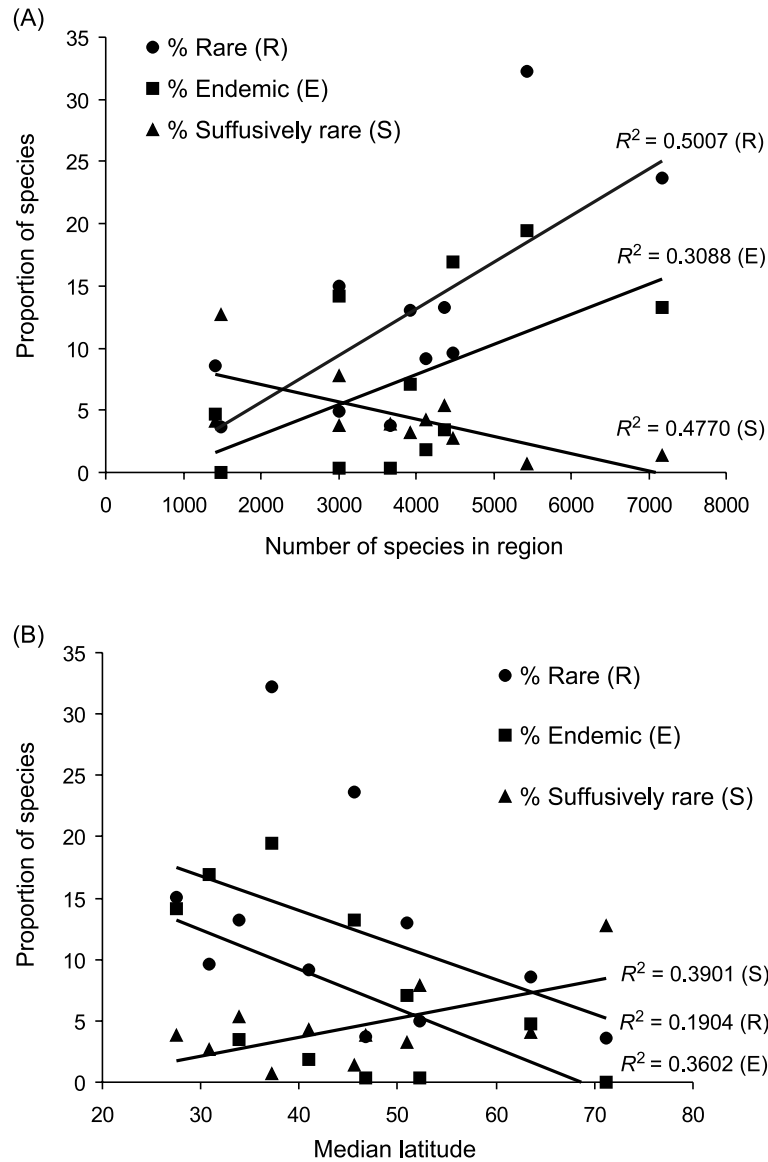 (A)
35
30
25
20
15
10
5
0
Proportion of species
% Rare (R)
% Endemic (E)
% Suffusively rare (S)
R² = 0.5007 (R)
R² = 0.3088 (E)
R² = 0.4770 (S)
0 1000 2000 3000 4000 5000 6000 7000 8000
Number of species in region
(B)
35
30
25
20
15
10
5
0
Proportion of species
% Rare (R)
% Endemic (E)
% Suffusively rare (S)
R² = 0.3901 (S)
R² = 0.1904 (R)
R² = 0.3602 (E)
20 30 40 50 60 70 80
Median latitude